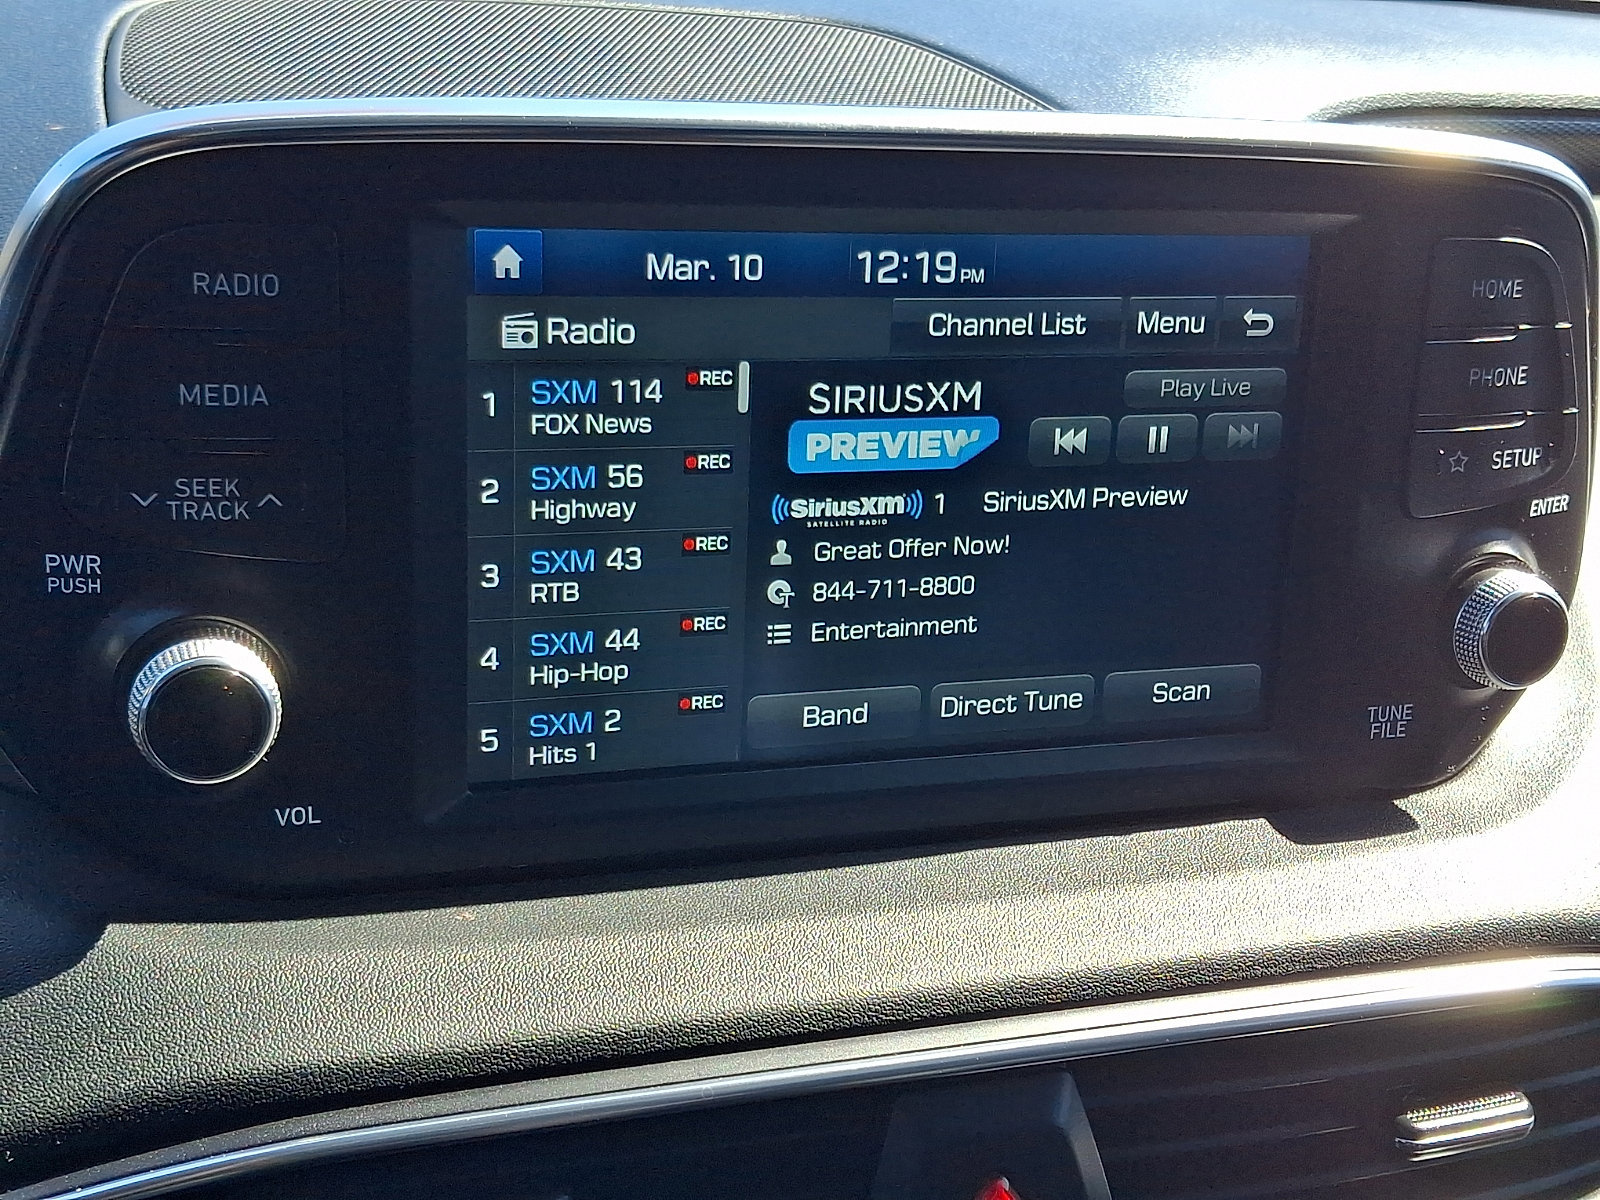 Mar. 10
12:19 PM
Radio
Channel List
Menu
1
SXM 114
REC
FOX News
2
SXM 56
REC
Highway
3
SXM 43
REC
RTB
4
SXM 44
REC
Hip-Hop
5
SXM 2
REC
Hits 1
SIRIUSXM
PREVIEW
Play Live
((SiriusXM)) 1
SATELLITE RADIO
SiriusXM Preview
Great Offer Now!
844-711-8800
Entertainment
Band
Direct Tune
Scan
RADIO
MEDIA
SEEK
TRACK
PWR
PUSH
VOL
HOME
PHONE
SETUP
ENTER
TUNE
FILE